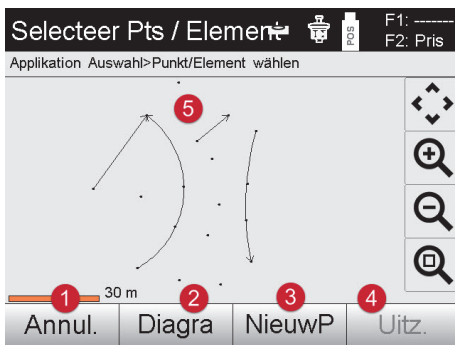 Selecteer Pts / Elemen
POS
F1: -------
F2: Pris
Applikation Auswahl>Punkt/Element wählen
5
30 m
1
2
3
4
Annul.
Diagra
NieuwP
Uitz.